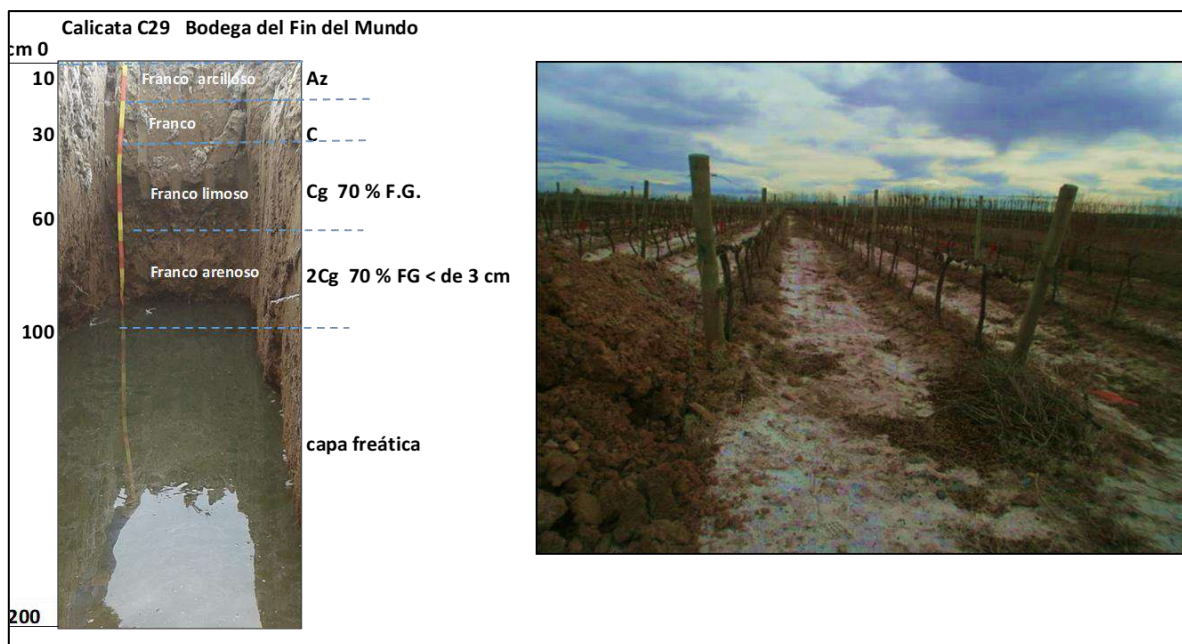 Calicata C29 Bodega del Fin del Mundo
cm 0
10
Franco arcilloso
Az
Franco
30
C
Franco limoso
Cg 70 % F.G.
60
Franco arenoso
2Cg 70 % FG < de 3 cm
100
capa freática
200